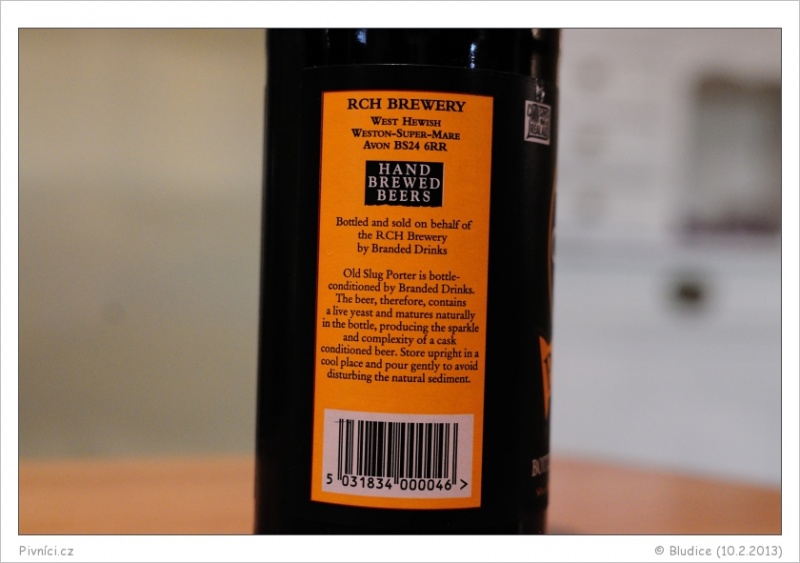 RCH BREWERY
WEST HEWISH
WESTON-SUPER-MARE
AVON BS24 6RR
HAND
BREWED
BEERS
Bottled and sold on behalf of
the RCH Brewery
by Branded Drinks
Old Slug Porter is bottle-
conditioned by Branded Drinks.
The beer, therefore, contains
a live yeast and matures naturally
in the bottle, producing the sparkle
and complexity of a cask
conditioned beer. Store upright in a
cool place and pour gently to avoid
disturbing the natural sediment.
5 031834 000046 >
Pivníci.cz
© Bludice (10.2.2013)